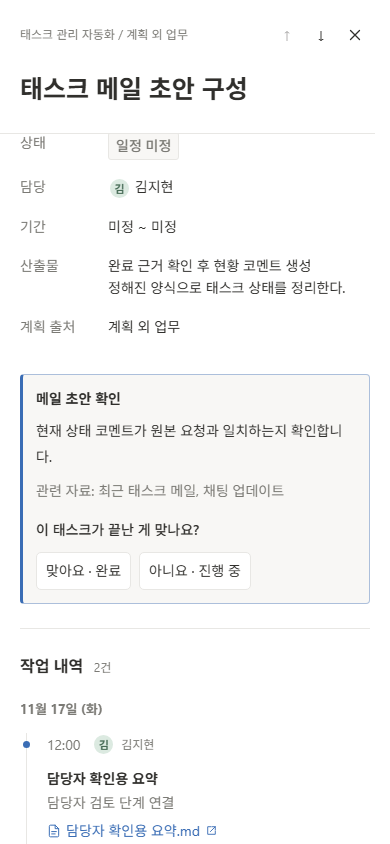 태스크 관리 자동화 / 계획 외 업무
태스크 메일 초안 구성
상태 일정 미정
담당 김 김지현
기간 미정 ~ 미정
산출물 완료 근거 확인 후 현황 코멘트 생성
정해진 양식으로 태스크 상태를 정리한다.
계획 출처 계획 외 업무
메일 초안 확인
현재 상태 코멘트가 원본 요청과 일치하는지 확인합니
다.
관련 자료: 최근 태스크 메일, 채팅 업데이트
이 태스크가 끝난 게 맞나요?
맞아요 · 완료 아니요 · 진행 중
작업 내역 2건
11월 17일 (화)
12:00 김 김지현
담당자 확인용 요약
담당자 검토 단계 연결
담당자 확인용 요약.md